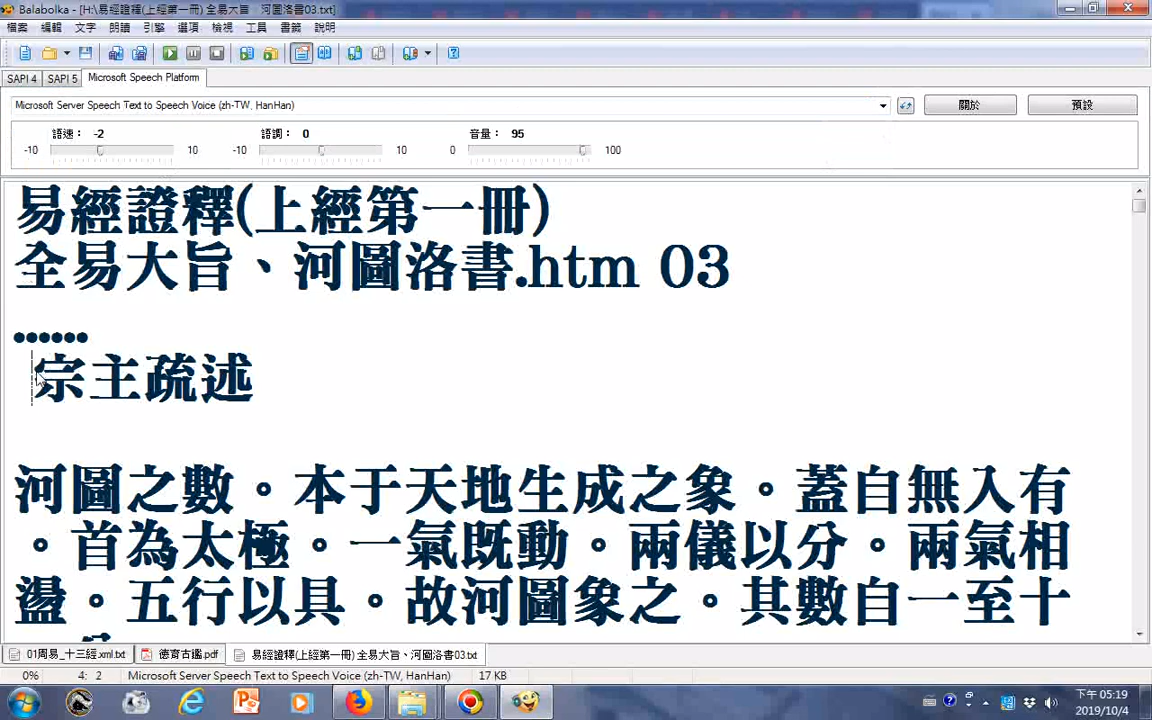 Balabolka - [H:\易經證釋(上經第一冊) 全易大旨、河圖洛書03.txt]
檔案 編輯 文字 朗讀 引擎 選項 檢視 工具 書籤 說明
SAPI 4 SAPI 5 Microsoft Speech Platform
Microsoft Server Speech Text to Speech Voice (zh-TW, HanHan) 關於 預設
語速： -2 語調： 0 音量： 95
-10 10 -10 10 0 100
易經證釋(上經第一冊)
全易大旨、河圖洛書.htm 03
●●●●●●
宗主疏述
河圖之數。本于天地生成之象。蓋自無入有
。首為太極。一氣既動。兩儀以分。兩氣相
盪。五行以具。故河圖象之。其數自一至十
01周易_十三經.xml.txt 德育古鑑.pdf 易經證釋(上經第一冊) 全易大旨、河圖洛書03.txt
0% 4: 2 Microsoft Server Speech Text to Speech Voice (zh-TW, HanHan) 17 KB
下午 05:19
2019/10/4